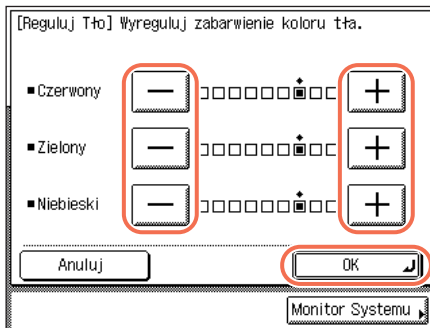 [Reguluj Tło] Wyreguluj zabarwienie koloru tła.
Czerwony
Zielony
Niebieski
Anuluj OK
Monitor Systemu